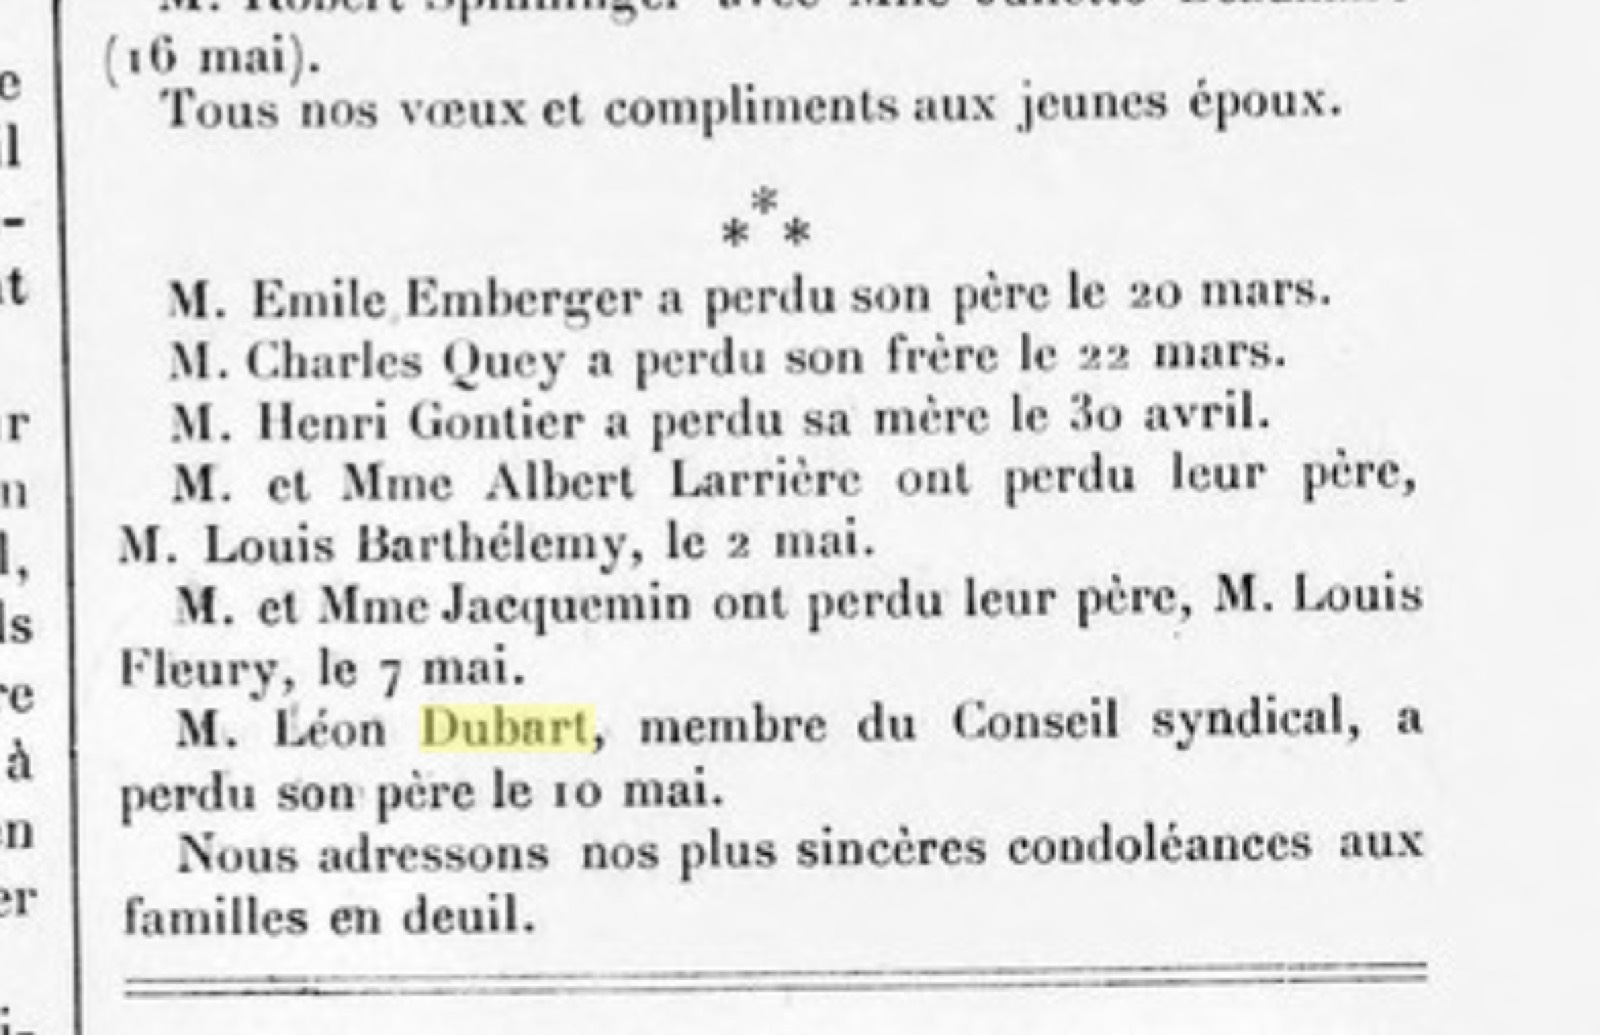 M. Robert avec Mlle Juliette
(16 mai).
Tous nos vœux et compliments aux jeunes époux.
*
* *
M. Emile Emberger a perdu son père le 20 mars.
M. Charles Quey a perdu son frère le 22 mars.
M. Henri Gontier a perdu sa mère le 30 avril.
M. et Mme Albert Larrière ont perdu leur père,
M. Louis Barthélemy, le 2 mai.
M. et Mme Jacquemin ont perdu leur père, M. Louis
Fleury, le 7 mai.
M. Léon Dubart, membre du Conseil syndical, a
perdu son père le 10 mai.
Nous adressons nos plus sincères condoléances aux
familles en deuil.